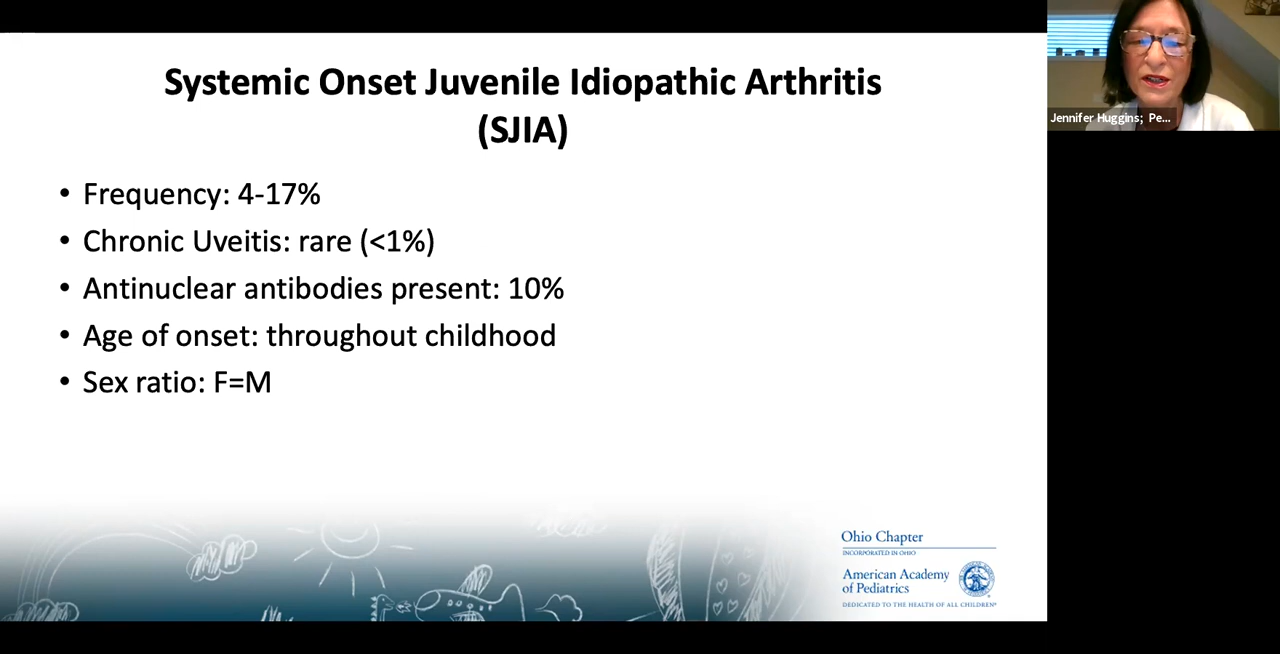 Systemic Onset Juvenile Idiopathic Arthritis
(SJIA)
• Frequency: 4-17%
• Chronic Uveitis: rare (<1%)
• Antinuclear antibodies present: 10%
• Age of onset: throughout childhood
• Sex ratio: F=M
Jennifer Huggins; Pe...
Ohio Chapter
INCORPORATED IN OHIO
American Academy
of Pediatrics
DEDICATED TO THE HEALTH OF ALL CHILDREN®